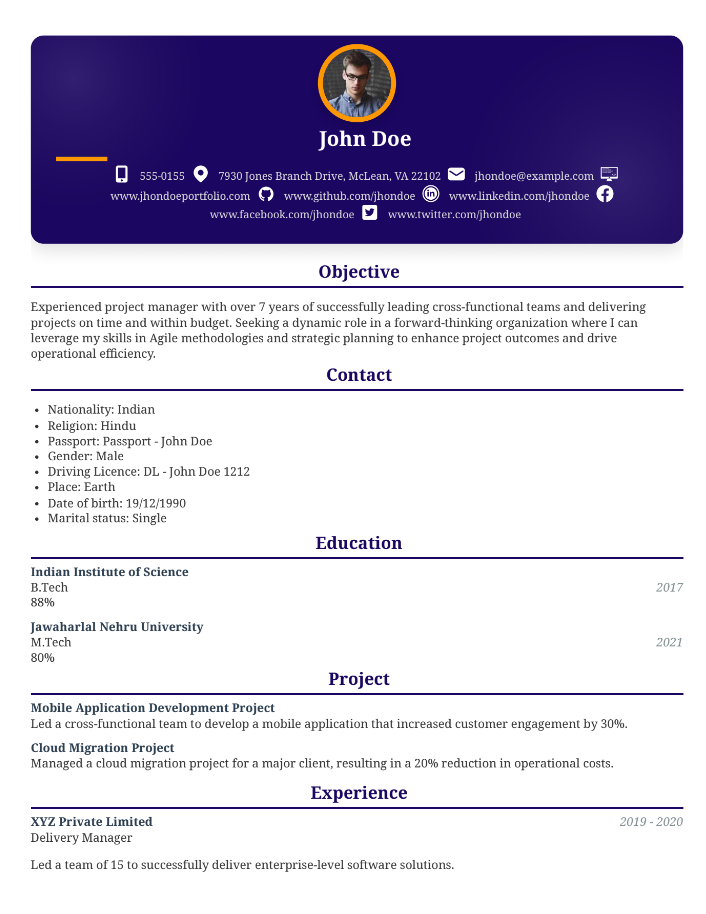 John Doe
555-0155 7930 Jones Branch Drive, McLean, VA 22102 jhondoe@example.com
www.jhondoeportfolio.com www.github.com/jhondoe www.linkedin.com/jhondoe
www.facebook.com/jhondoe www.twitter.com/jhondoe
Objective
Experienced project manager with over 7 years of successfully leading cross-functional teams and delivering
projects on time and within budget. Seeking a dynamic role in a forward-thinking organization where I can
leverage my skills in Agile methodologies and strategic planning to enhance project outcomes and drive
operational efficiency.
Contact
• Nationality: Indian
• Religion: Hindu
• Passport: Passport - John Doe
• Gender: Male
• Driving Licence: DL - John Doe 1212
• Place: Earth
• Date of birth: 19/12/1990
• Marital status: Single
Education
Indian Institute of Science
B.Tech 2017
88%
Jawaharlal Nehru University
M.Tech 2021
80%
Project
Mobile Application Development Project
Led a cross-functional team to develop a mobile application that increased customer engagement by 30%.
Cloud Migration Project
Managed a cloud migration project for a major client, resulting in a 20% reduction in operational costs.
Experience
XYZ Private Limited 2019 - 2020
Delivery Manager
Led a team of 15 to successfully deliver enterprise-level software solutions.